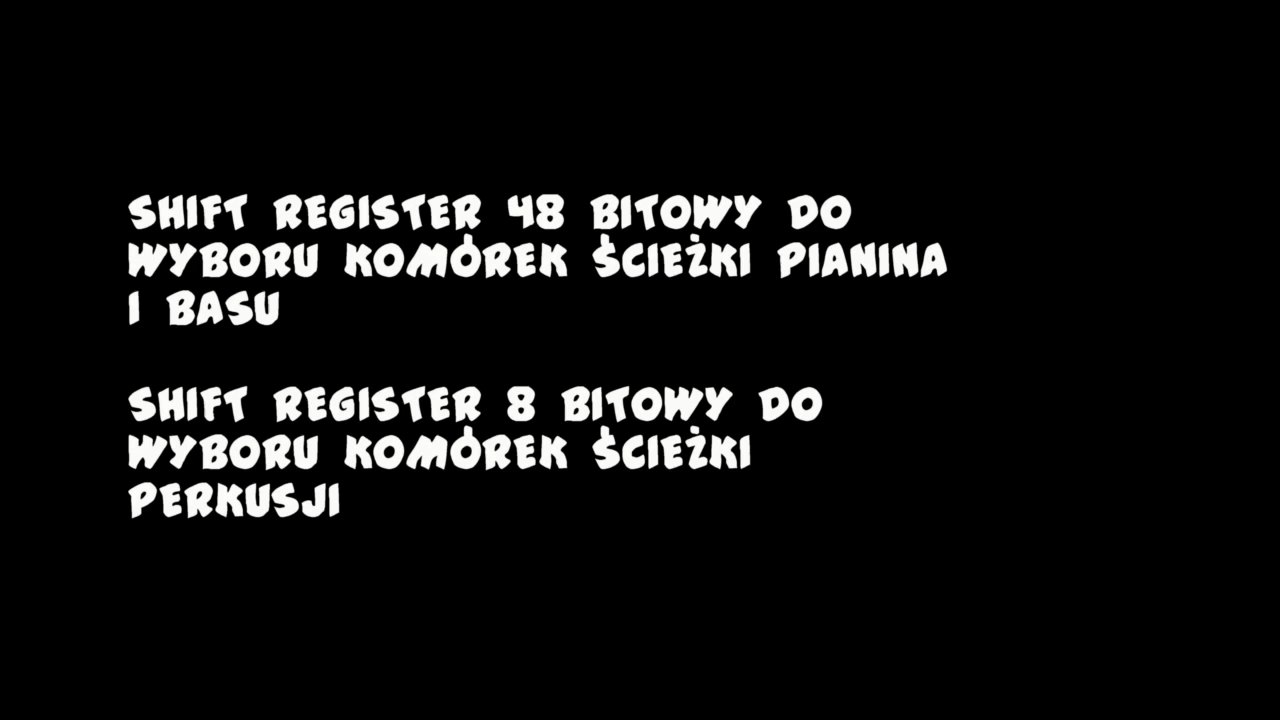 SHIFT REGISTER 48 BITOWY DO
WYBORU KOMÓREK ŚCIEŻKI PIANINA
I BASU
SHIFT REGISTER 8 BITOWY DO
WYBORU KOMÓREK ŚCIEŻKI
PERKUSJI